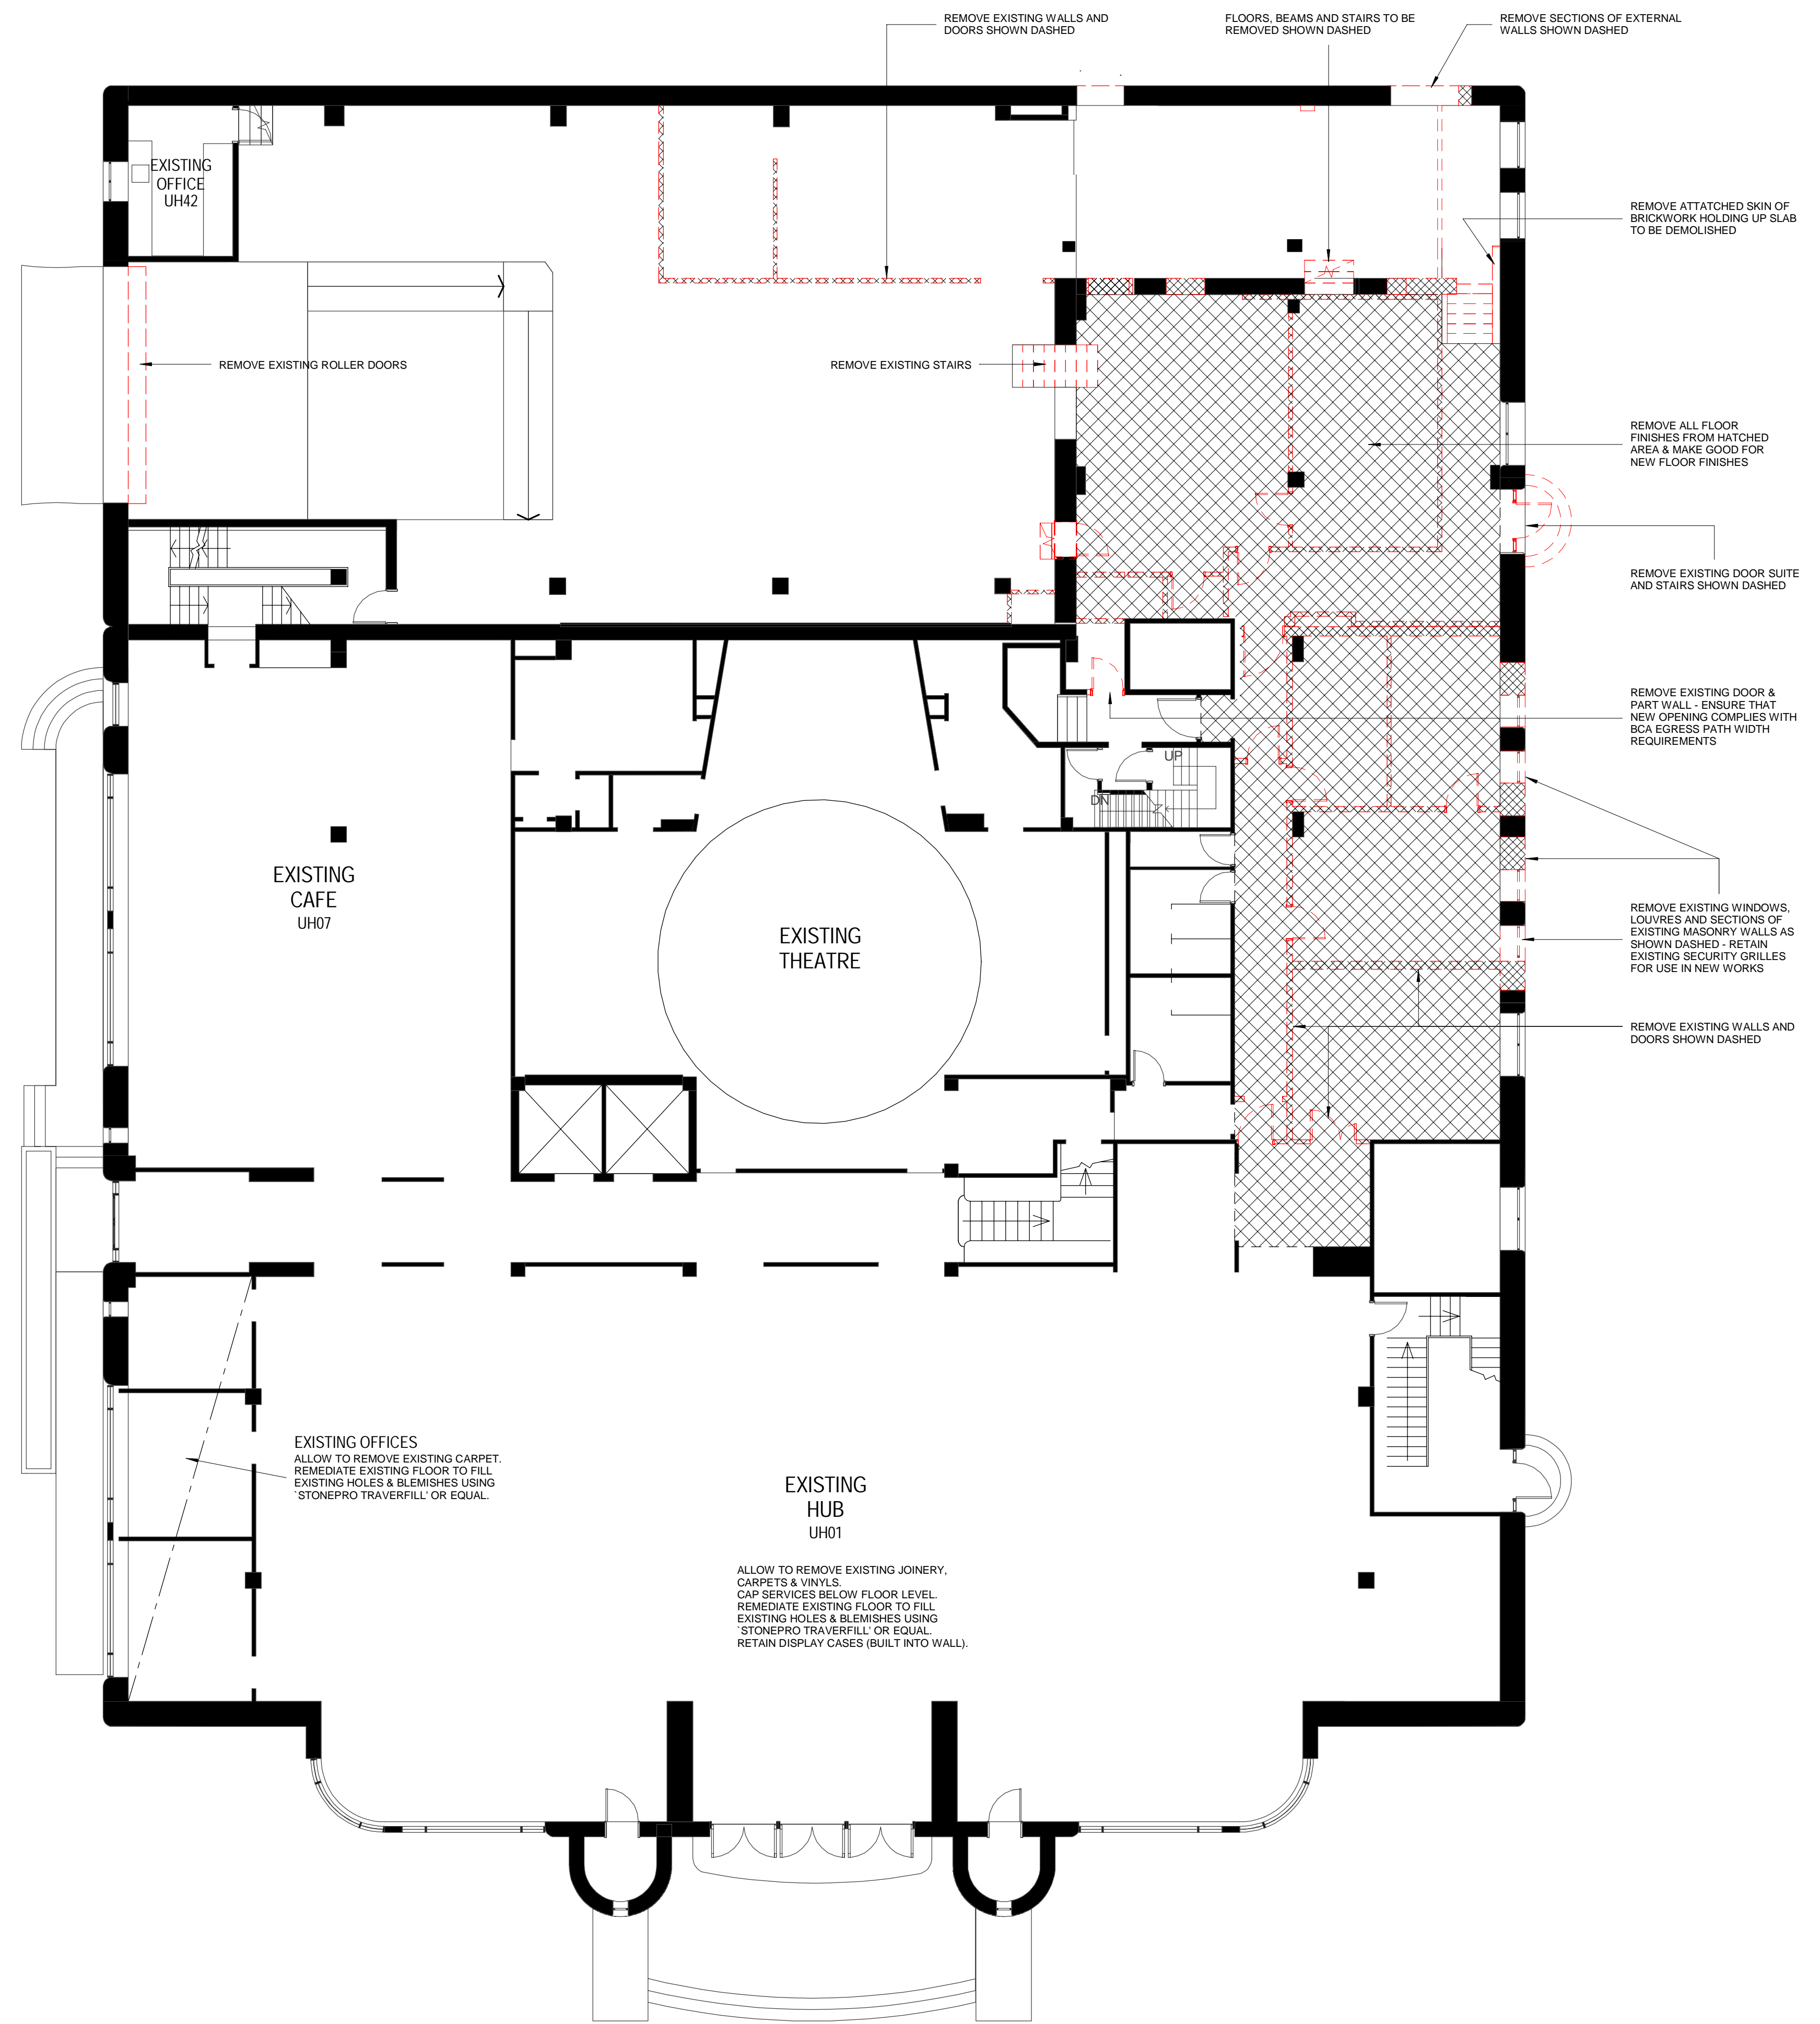 REMOVE EXISTING WALLS AND
DOORS SHOWN DASHED
FLOORS, BEAMS AND STAIRS TO BE
REMOVED SHOWN DASHED
REMOVE SECTIONS OF EXTERNAL
WALLS SHOWN DASHED
EXISTING
OFFICE
UH42
REMOVE ATTATCHED SKIN OF
BRICKWORK HOLDING UP SLAB
TO BE DEMOLISHED
REMOVE EXISTING ROLLER DOORS
REMOVE EXISTING STAIRS
REMOVE ALL FLOOR
FINISHES FROM HATCHED
AREA & MAKE GOOD FOR
NEW FLOOR FINISHES
REMOVE EXISTING DOOR SUITE
AND STAIRS SHOWN DASHED
REMOVE EXISTING DOOR &
PART WALL - ENSURE THAT
NEW OPENING COMPLIES WITH
BCA EGRESS PATH WIDTH
REQUIREMENTS
UP
DN
EXISTING
CAFE
UH07
EXISTING
THEATRE
REMOVE EXISTING WINDOWS,
LOUVRES AND SECTIONS OF
EXISTING MASONRY WALLS AS
SHOWN DASHED - RETAIN
EXISTING SECURITY GRILLES
FOR USE IN NEW WORKS
REMOVE EXISTING WALLS AND
DOORS SHOWN DASHED
EXISTING OFFICES
ALLOW TO REMOVE EXISTING CARPET.
REMEDIATE EXISTING FLOOR TO FILL
EXISTING HOLES & BLEMISHES USING
`STONEPRO TRAVERFILL' OR EQUAL.
EXISTING
HUB
UH01
ALLOW TO REMOVE EXISTING JOINERY,
CARPETS & VINYLS.
CAP SERVICES BELOW FLOOR LEVEL.
REMEDIATE EXISTING FLOOR TO FILL
EXISTING HOLES & BLEMISHES USING
`STONEPRO TRAVERFILL' OR EQUAL.
RETAIN DISPLAY CASES (BUILT INTO WALL).